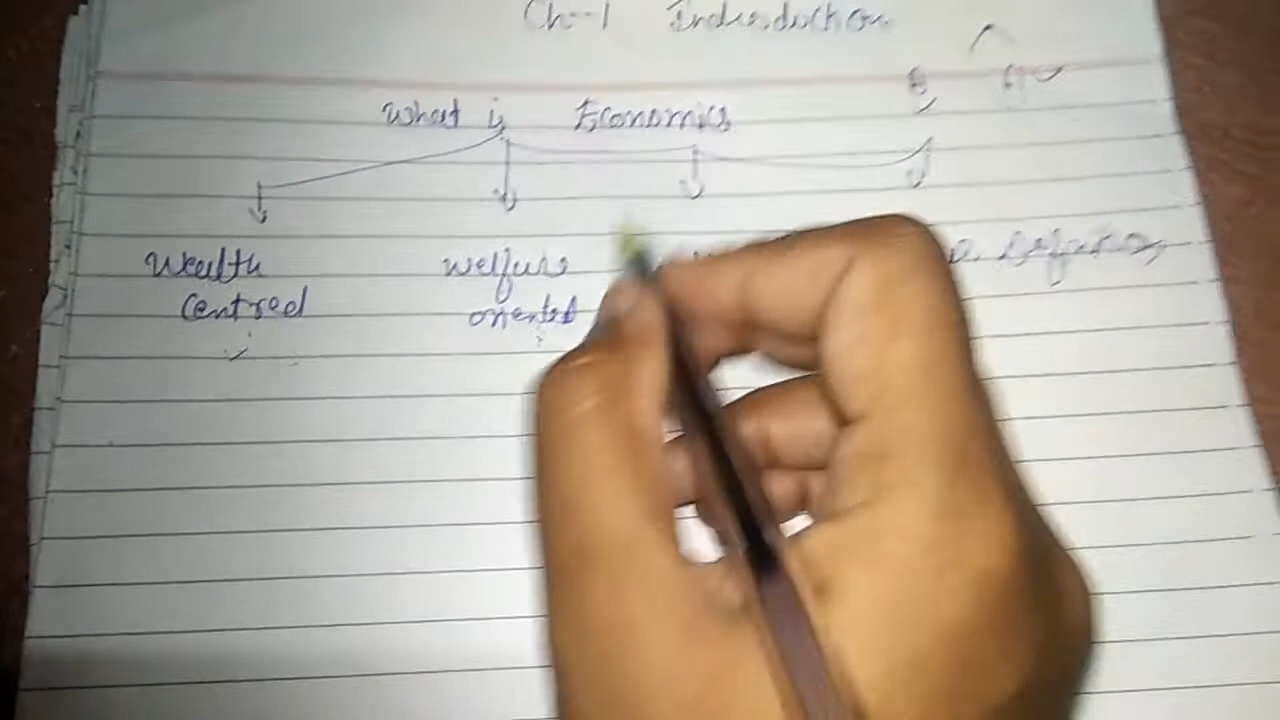 Ch-1 Introduction
What is Economics
Wealth welfare
Centred oriented